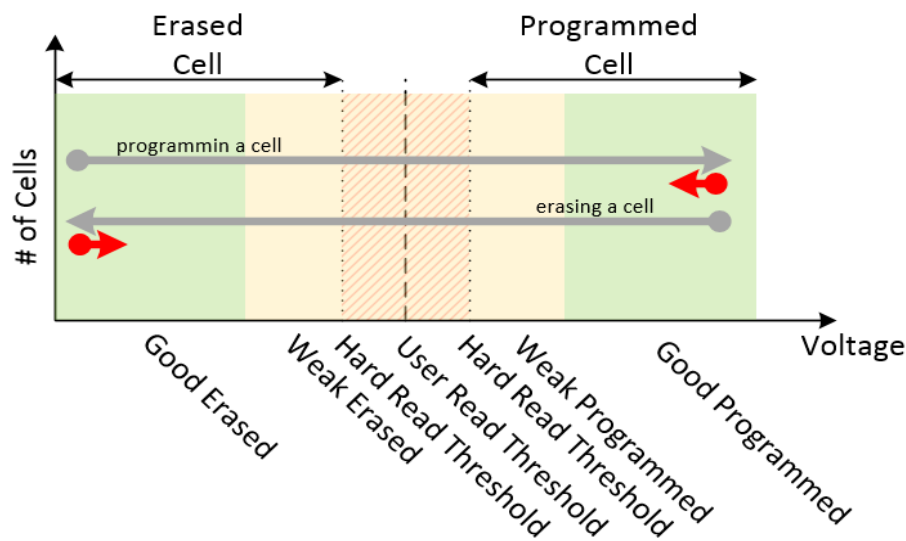 Erased
Cell
Programmed
Cell
programmin a cell
erasing a cell
# of Cells
Voltage
Good Erased
Weak Erased
Hard Read Threshold
User Read Threshold
Hard Read Threshold
Weak Programmed
Good Programmed